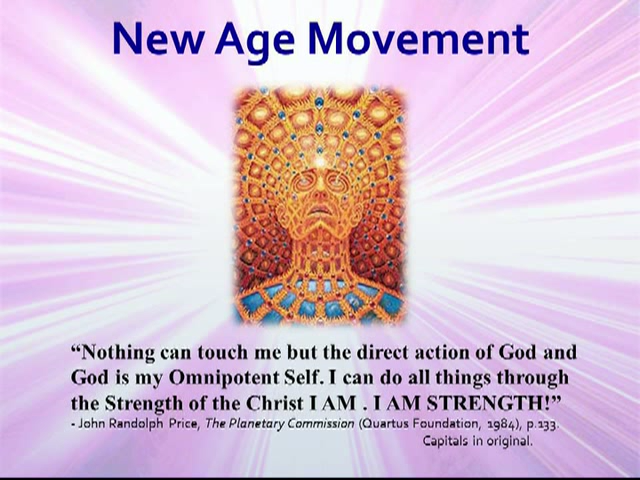 New Age Movement
“Nothing can touch me but the direct action of God and
God is my Omnipotent Self. I can do all things through
the Strength of the Christ I AM . I AM STRENGTH!”
- John Randolph Price, The Planetary Commission (Quartus Foundation, 1984), p.133.
Capitals in original.